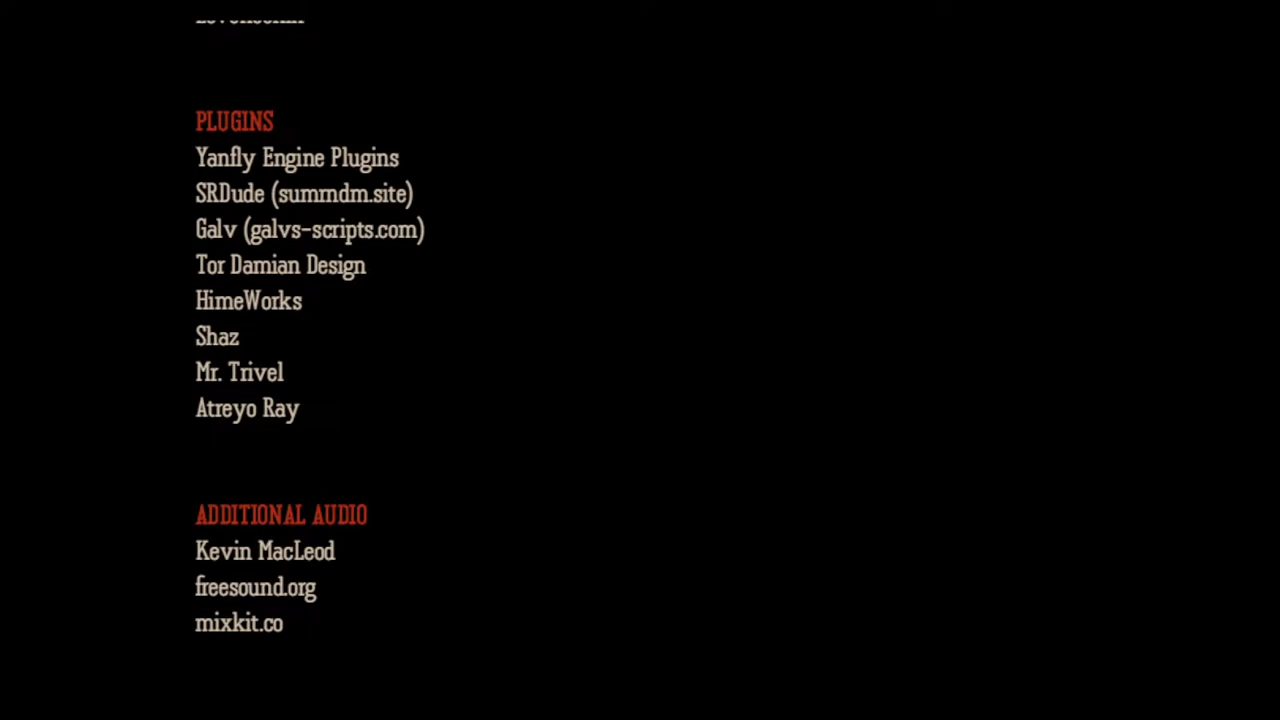 PLUGINS
Yanfly Engine Plugins
SRDude (sumrndm.site)
Galv (galvs-scripts.com)
Tor Damian Design
HimeWorks
Shaz
Mr. Trivel
Atreyo Ray
ADDITIONAL AUDIO
Kevin MacLeod
freesound.org
mixkit.co